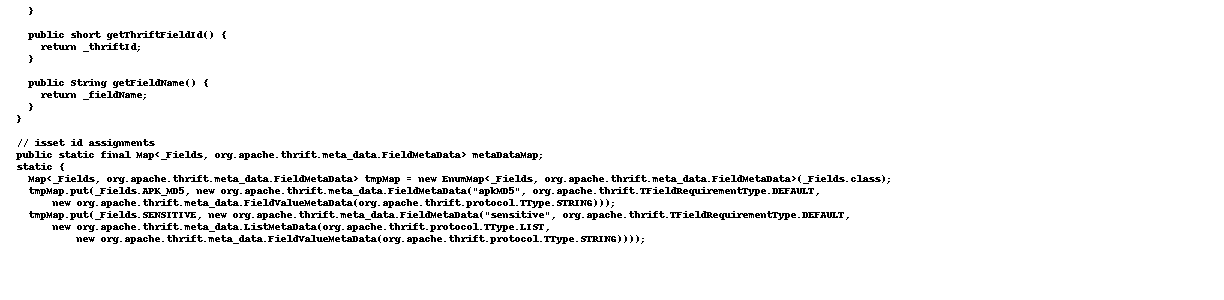 }
public short getThriftFieldId() {
return _thriftId;
}
public String getFieldName() {
return _fieldName;
}
}
// isset id assignments
public static final Map<_Fields, org.apache.thrift.meta_data.FieldMetaData> metaDataMap;
static {
Map<_Fields, org.apache.thrift.meta_data.FieldMetaData> tmpMap = new EnumMap<_Fields, org.apache.thrift.meta_data.FieldMetaData>(_Fields.class);
tmpMap.put(_Fields.APK_MD5, new org.apache.thrift.meta_data.FieldMetaData("apkMD5", org.apache.thrift.TFieldRequirementType.DEFAULT,
new org.apache.thrift.meta_data.FieldValueMetaData(org.apache.thrift.protocol.TType.STRING)));
tmpMap.put(_Fields.SENSITIVE, new org.apache.thrift.meta_data.FieldMetaData("sensitive", org.apache.thrift.TFieldRequirementType.DEFAULT,
new org.apache.thrift.meta_data.ListMetaData(org.apache.thrift.protocol.TType.LIST,
new org.apache.thrift.meta_data.FieldValueMetaData(org.apache.thrift.protocol.TType.STRING))));